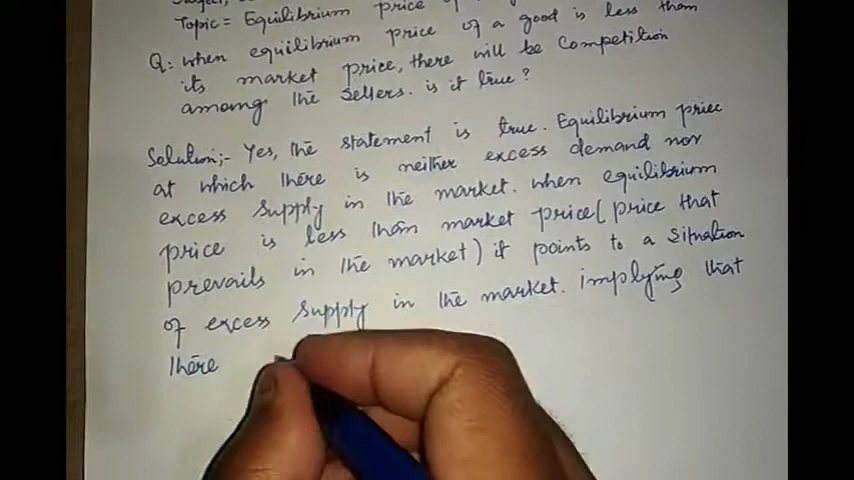 Topic = Equilibrium price of
Q: when equilibrium price of a good is less than
its market price, there will be competition
among the sellers. is it true?
Solution;- Yes, the statement is true. Equilibrium price
at which there is neither excess demand nor
excess supply in the market. when equilibrium
price is less than market price (price that
prevails in the market) it points to a situation
of excess supply in the market. implying that
there